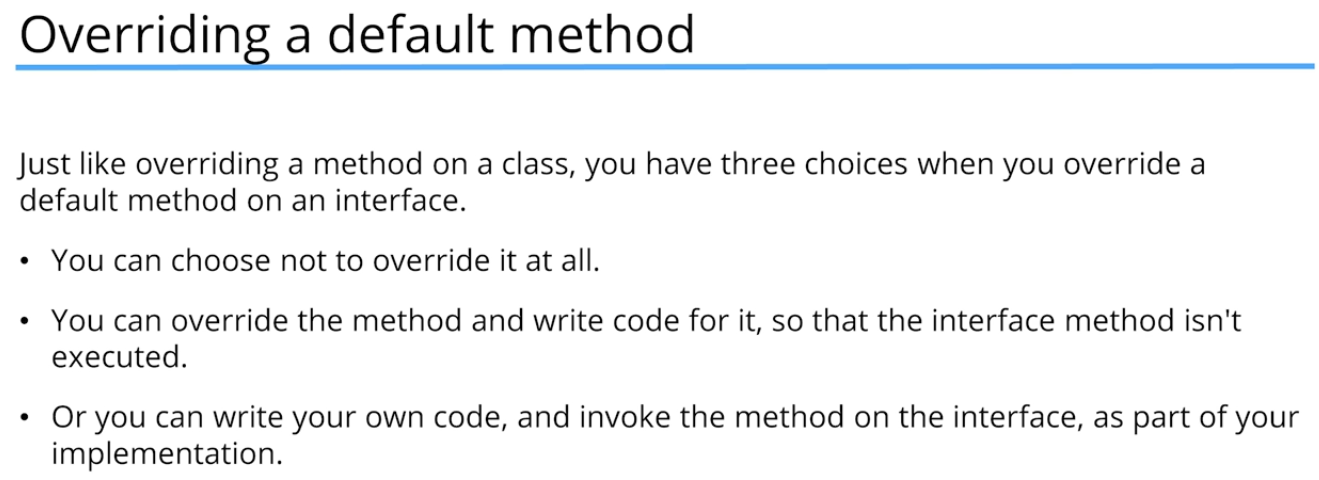 Overriding a default method
Just like overriding a method on a class, you have three choices when you override a
default method on an interface.
• You can choose not to override it at all.
• You can override the method and write code for it, so that the interface method isn't
executed.
• Or you can write your own code, and invoke the method on the interface, as part of your
implementation.